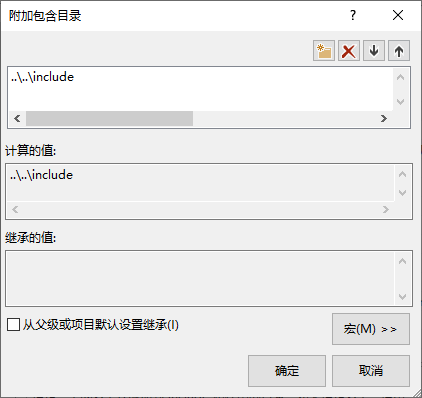 附加包含目录
..\..\include
计算的值:
..\..\include
继承的值:
从父级或项目默认设置继承(I)
宏(M) >>
确定
取消